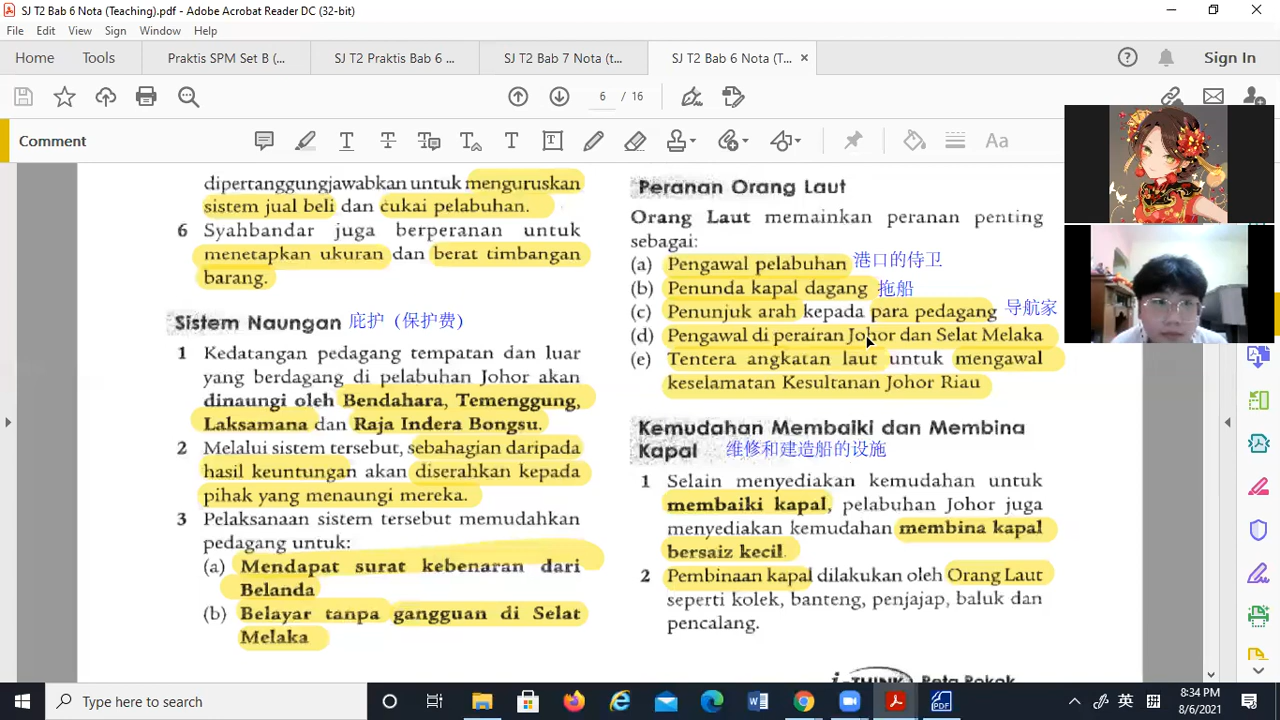 SJ T2 Bab 6 Nota (Teaching).pdf - Adobe Acrobat Reader DC (32-bit)
File Edit View Sign Window Help
Home Tools Praktis SPM Set B (... SJ T2 Praktis Bab 6 ... SJ T2 Bab 7 Nota (t... SJ T2 Bab 6 Nota (T... × Sign In
6 / 16
Comment
dipertanggungjawabkan untuk menguruskan
sistem jual beli dan cukai pelabuhan.
6 Syahbandar juga berperanan untuk
menetapkan ukuran dan berat timbangan
barang.
Sistem Naungan 庇护（保护费）
1 Kedatangan pedagang tempatan dan luar
yang berdagang di pelabuhan Johor akan
dinaungi oleh Bendahara, Temenggung,
Laksamana dan Raja Indera Bongsu.
2 Melalui sistem tersebut, sebahagian daripada
hasil keuntungan akan diserahkan kepada
pihak yang menaungi mereka.
3 Pelaksanaan sistem tersebut memudahkan
pedagang untuk:
(a) Mendapat surat kebenaran dari
Belanda
(b) Belayar tanpa gangguan di Selat
Melaka
Peranan Orang Laut
Orang Laut memainkan peranan penting
sebagai:
(a) Pengawal pelabuhan 港口的侍卫
(b) Penunda kapal dagang 拖船
(c) Penunjuk arah kepada para pedagang 导航家
(d) Pengawal di perairan Johor dan Selat Melaka
(e) Tentera angkatan laut untuk mengawal
keselamatan Kesultanan Johor Riau
Kemudahan Membaiki dan Membina
Kapal 维修和建造船的设施
1 Selain menyediakan kemudahan untuk
membaiki kapal, pelabuhan Johor juga
menyediakan kemudahan membina kapal
bersaiz kecil.
2 Pembinaan kapal dilakukan oleh Orang Laut
seperti kolek, banteng, penjajap, baluk dan
pencalang.
i-THINK Peta Pokok
Type here to search
英 拼 8:34 PM
8/6/2021